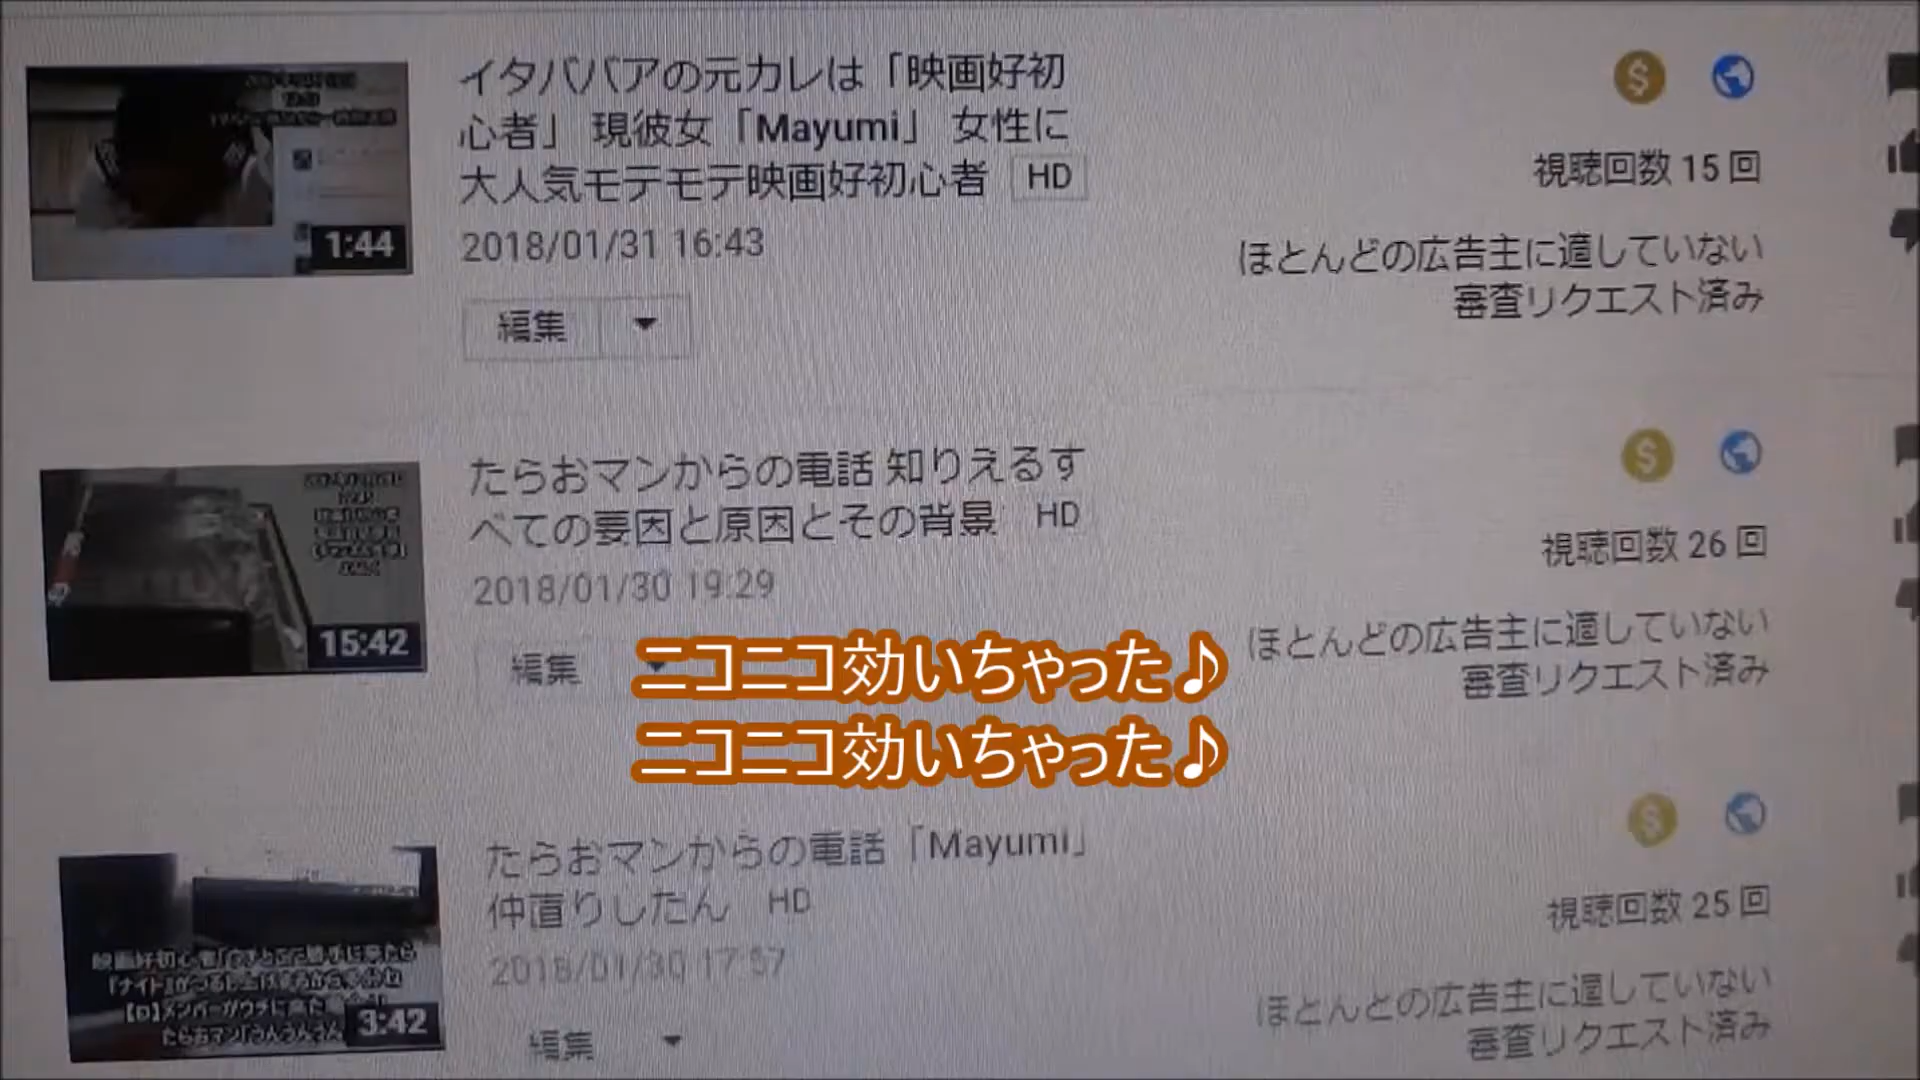 イタババアの元カレは「映画好初
心者」 現彼女「Mayumi」 女性に
大人気モテモテ映画好初心者 HD
2018/01/31 16:43
1:44
編集
視聴回数 15 回
ほとんどの広告主に適していない
審査リクエスト済み
たらおマンからの電話 知りえるす
べての要因と原因とその背景 HD
2018/01/30 19:29
15:42
編集
視聴回数 26 回
ほとんどの広告主に適していない
審査リクエスト済み
ニコニコ効いちゃった♪
ニコニコ効いちゃった♪
たらおマンからの電話「Mayumi」
仲直りしたん HD
2018/01/30 17:57
3:42
編集
視聴回数 25 回
ほとんどの広告主に適していない
審査リクエスト済み